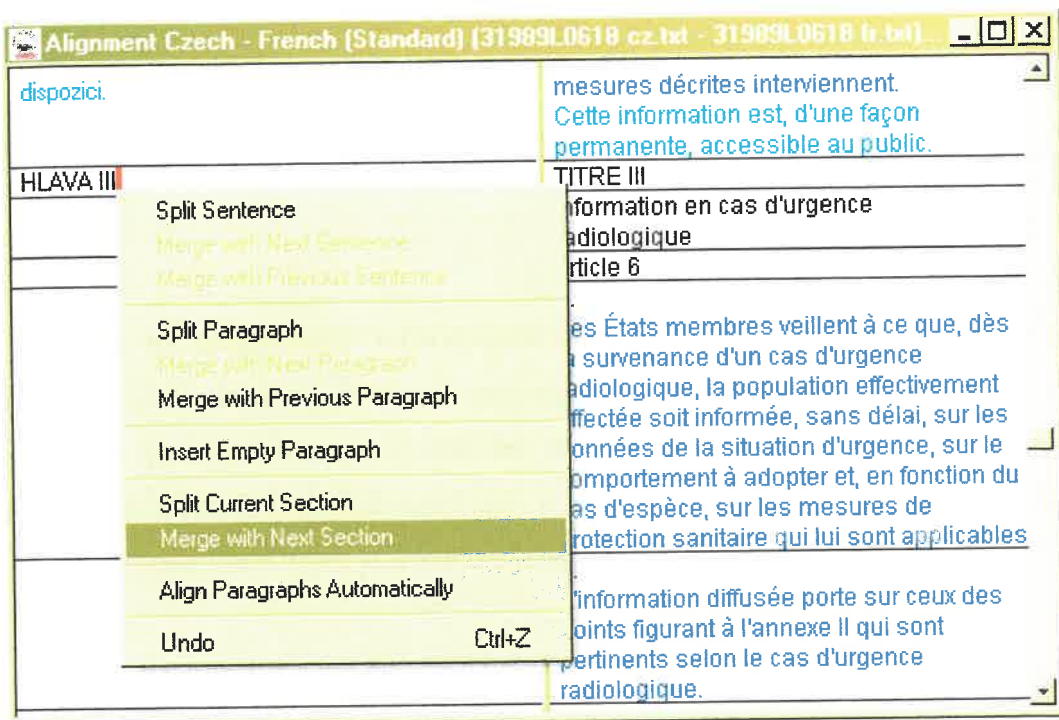 Alignment Czech - French (Standard) (31989L0618 cz.txt - 31989L0618 fr.txt)
dispozici.
HLAVA III
mesures décrites interviennent.
Cette information est, d'une façon
permanente, accessible au public.
TITRE III
nformation en cas d'urgence
adiologique
rticle 6
es États membres veillent à ce que, dès
a survenance d'un cas d'urgence
adiologique, la population effectivement
ffectée soit informée, sans délai, sur les
onnées de la situation d'urgence, sur le
omportement à adopter et, en fonction du
as d'espèce, sur les mesures de
rotection sanitaire qui lui sont applicables
'information diffusée porte sur ceux des
oints figurant à l'annexe II qui sont
pertinents selon le cas d'urgence
radiologique.
Split Sentence
Merge with Next Sentence
Merge with Previous Sentence
Split Paragraph
Merge with Next Paragraph
Merge with Previous Paragraph
Insert Empty Paragraph
Split Current Section
Merge with Next Section
Align Paragraphs Automatically
Undo Ctrl+Z